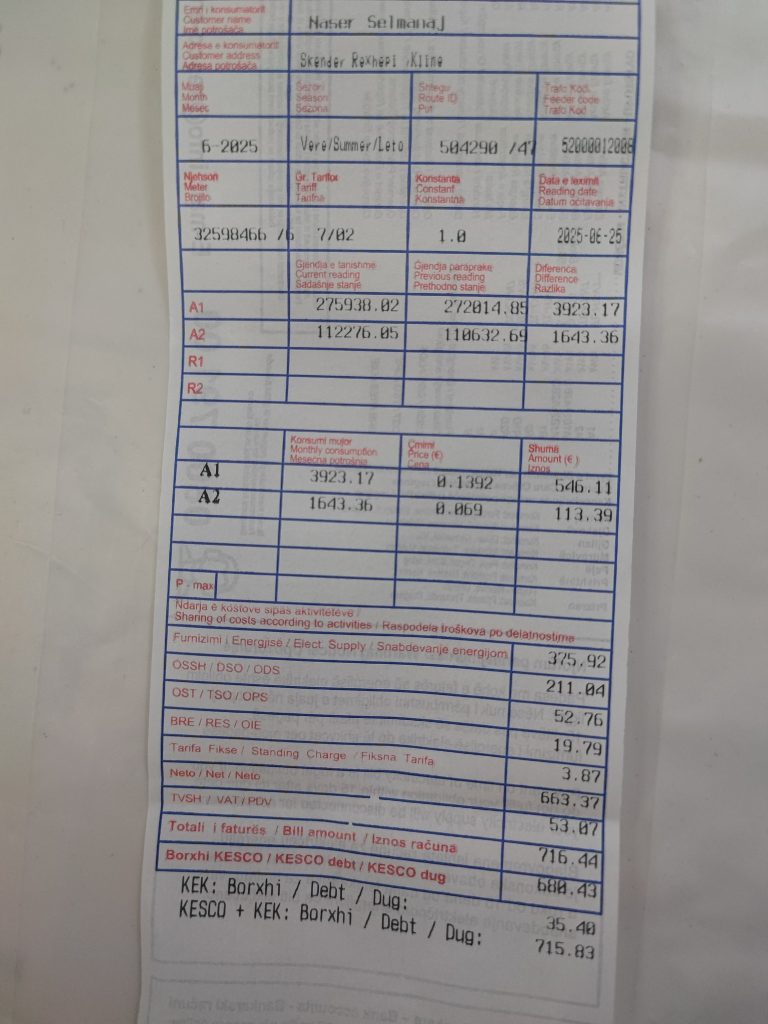 Emri i konsumatorit
Customer name
Ime potrošača
Naser Selmanaj
Adresa e konsumatorit
Customer address
Adresa potrošača
Skender Rexhepi ,Kline
Muaji
Month
Mesec
Sezoni
Season
Sezona
Shtegu
Route ID
Put
Trafo Kod
Feeder code
Trafo Kod
6-2025
Vere/Summer/Leto
504290 /47
52000012008
Njehsori
Meter
Brojilo
Gr. Tarifor
Tariff
Tarifna
Konstanta
Constant
Konstantna
Data e leximit
Reading date
Datum očitavania
32598466 /6
7/02
1.0
2025-06-25
Gjendja e tanishme
Current reading
Sadašnje stanje
Gjendja paraprake
Previous reading
Prethodno stanje
Diferenca
Difference
Razlika
A1 275938.02 272014.85 3923.17
A2 112276.05 110632.69 1643.36
R1
R2
Konsumi mujor
Monthly consumption
Mesecna potrošnja
Çmimi
Price (€)
Cena
Shuma
Amount (€)
Iznos
A1 3923.17 0.1392 546.11
A2 1643.36 0.069 113.39
P - max
Ndarja e kostove sipas aktiviteteve /
Sharing of costs according to activities / Raspodela troškova po delatnostima
Furnizimi i Energjisë / Elect. Supply / Snabdevanje energijom 375.92
OSSH / DSO / ODS 211.04
OST / TSO / OPS 52.76
BRE / RES / OIE 19.79
Tarifa Fikse / Standing Charge / Fiksna Tarifa 3.87
Neto / Net / Neto 663.37
TVSH / VAT / PDV 53.07
Totali i faturës / Bill amount / Iznos računa 716.44
Borxhi KESCO / KESCO debt / KESCO dug 680.43
KEK: Borxhi / Debt / Dug: 35.40
KESCO + KEK: Borxhi / Debt / Dug: 715.83